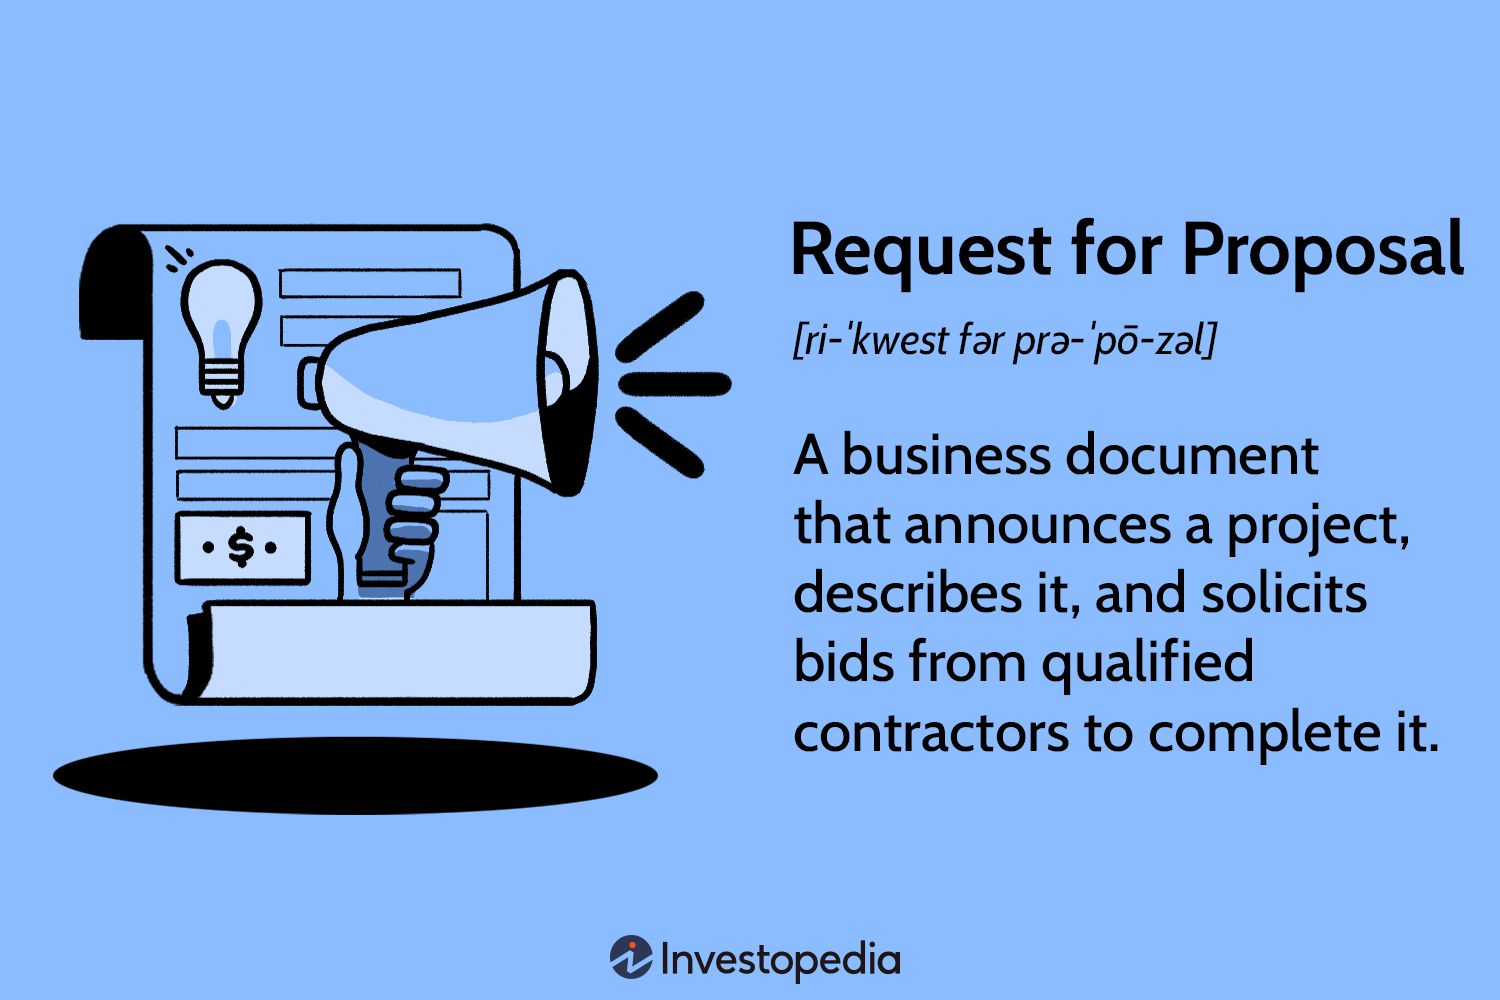 Request for Proposal
[ri-ˈkwest fər prə-ˈpō-zəl]
A business document
that announces a project,
describes it, and solicits
bids from qualified
contractors to complete it.
$
Investopedia